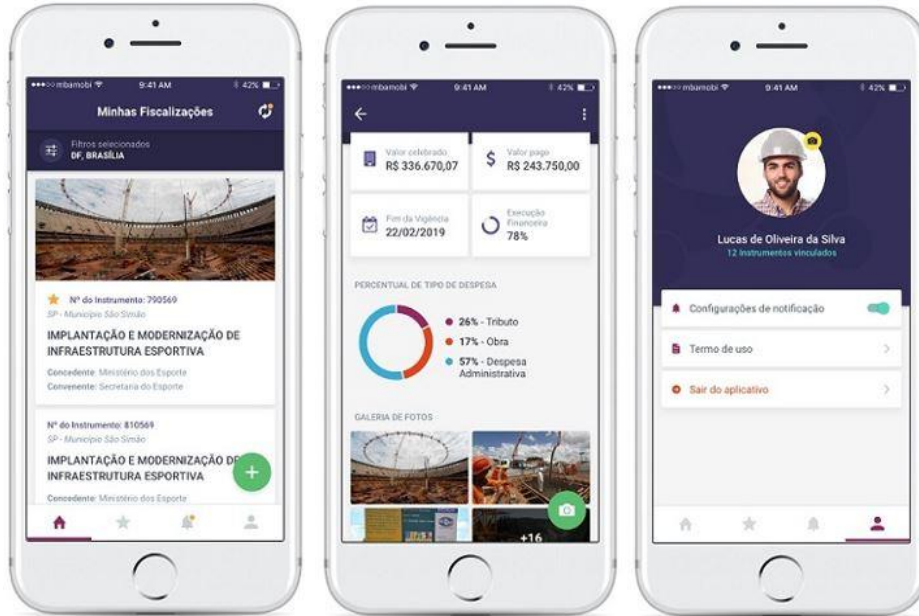 mbamobi 9:41 AM 42%
Minhas Fiscalizações
Filtros selecionados
DF, BRASÍLIA
Nº do Instrumento: 790569
SP - Município São Simão
IMPLANTAÇÃO E MODERNIZAÇÃO DE
INFRAESTRUTURA ESPORTIVA
Concedente: Ministério dos Esporte
Convenente: Secretaria do Esporte
Nº do Instrumento: 810569
SP - Município São Simão
IMPLANTAÇÃO E MODERNIZAÇÃO DE
INFRAESTRUTURA ESPORTIVA
Concedente: Ministério dos Esporte
mbamobi 9:41 AM 42%
Valor celebrado
R$ 336.670,07
Valor pago
R$ 243.750,00
Fim da Vigência
22/02/2019
Execução
Financeira
78%
PERCENTUAL DE TIPO DE DESPESA
26% - Tributo
17% - Obra
57% - Despesa
Administrativa
GALERIA DE FOTOS
+16
mbamobi 9:41 AM 42%
Lucas de Oliveira da Silva
12 Instrumentos vinculados
Configurações de notificação
Termo de uso
Sair do aplicativo